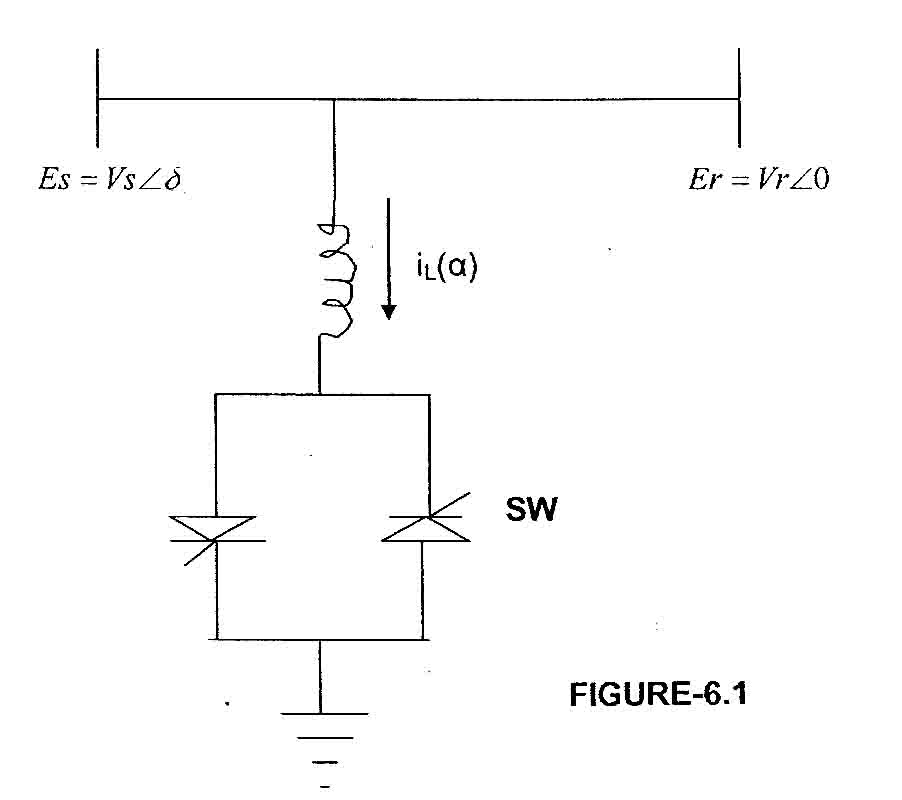 Es = Vs∠δ
Er = Vr∠0
iL(α)
SW
FIGURE-6.1